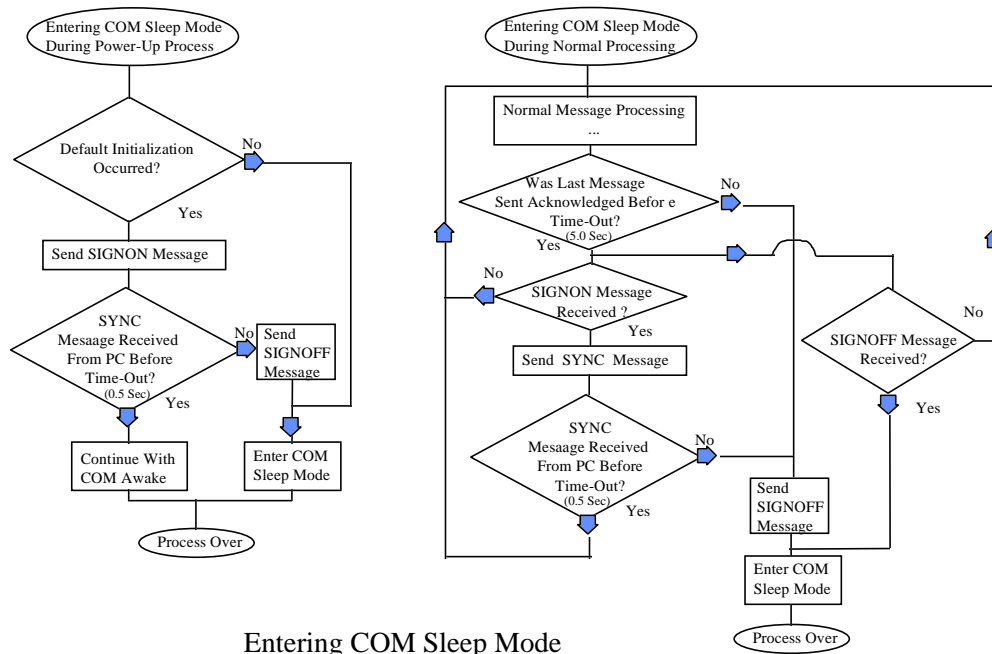 Entering COM Sleep Mode
During Power-Up Process
Default Initialization
Occurred?
No
Yes
Send SIGNON Message
SYNC
Mesaage Received
From PC Before
Time-Out?
(0.5 Sec)
No
Yes
Send
SIGNOFF
Message
Continue With
COM Awake
Enter COM
Sleep Mode
Process Over
Entering COM Sleep Mode
During Normal Processing
Normal Message Processing
...
Was Last Message
Sent Acknowledged Befor e
Time-Out?
(5.0 Sec)
No
Yes
SIGNON Message
Received ?
No
Yes
Send SYNC Message
SYNC
Mesaage Received
From PC Before
Time-Out?
(0.5 Sec)
No
Yes
SIGNOFF Message
Received?
No
Yes
Send
SIGNOFF
Message
Enter COM
Sleep Mode
Process Over
Entering COM Sleep Mode